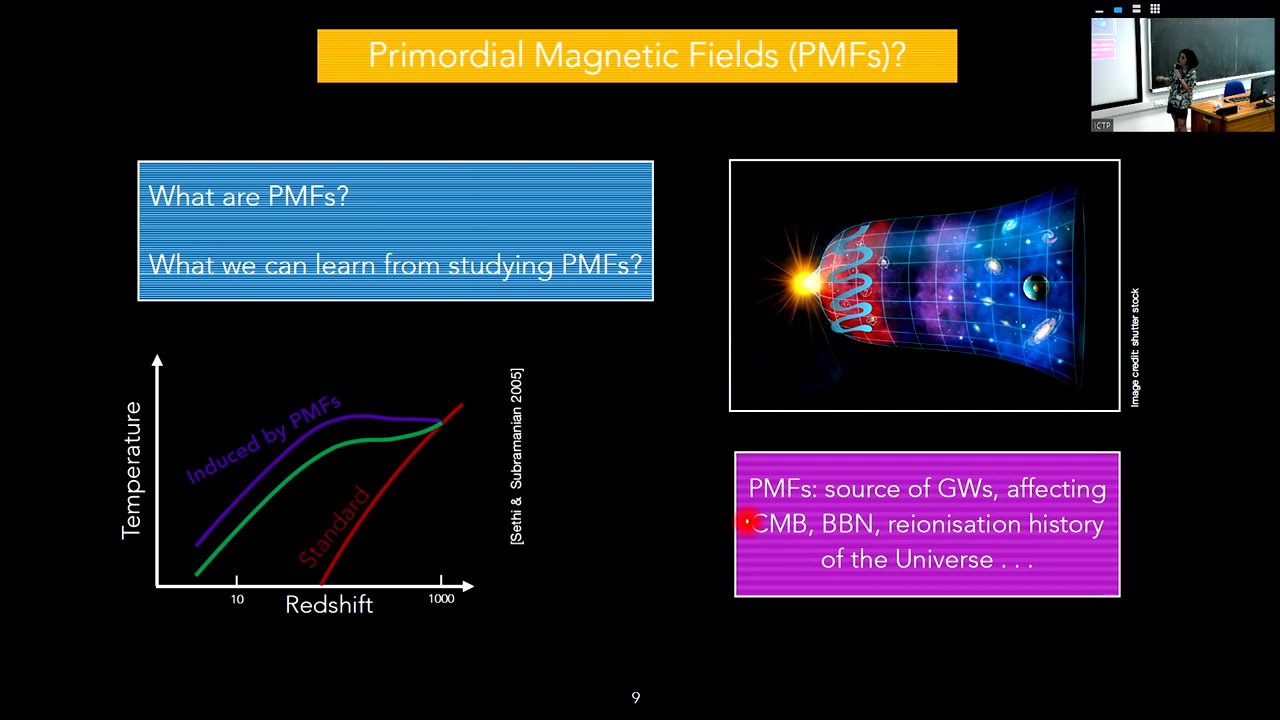 Primordial Magnetic Fields (PMFs)?
ICTP
What are PMFs?
What we can learn from studying PMFs?
Image credit: shutter stock
Temperature
Induced by PMFs
Standard
10
Redshift
1000
[Sethi & Subramanian 2005]
PMFs: source of GWs, affecting
CMB, BBN, reionisation history
of the Universe . . .
9